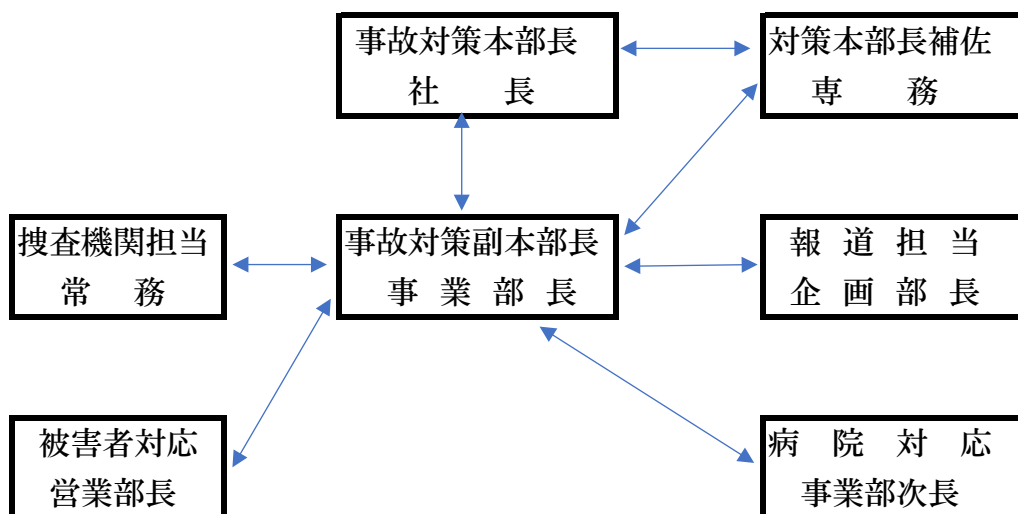 事故対策本部長
社　　長
対策本部長補佐
専　　務
捜査機関担当
常　務
事故対策副本部長
事 業 部 長
報 道 担 当
企 画 部 長
被害者対応
営業部長
病　院　対　応
事業部次長